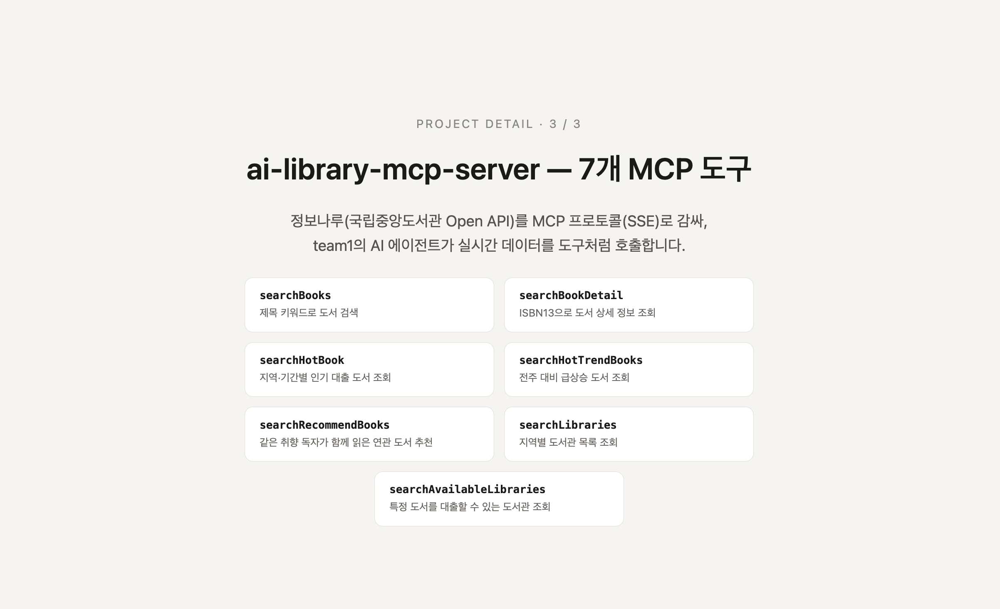 PROJECT DETAIL · 3 / 3
ai-library-mcp-server — 7개 MCP 도구
정보나루(국립중앙도서관 Open API)를 MCP 프로토콜(SSE)로 감싸,
team1의 AI 에이전트가 실시간 데이터를 도구처럼 호출합니다.
searchBooks
제목 키워드로 도서 검색
searchBookDetail
ISBN13으로 도서 상세 정보 조회
searchHotBook
지역·기간별 인기 대출 도서 조회
searchHotTrendBooks
전주 대비 급상승 도서 조회
searchRecommendBooks
같은 취향 독자가 함께 읽은 연관 도서 추천
searchLibraries
지역별 도서관 목록 조회
searchAvailableLibraries
특정 도서를 대출할 수 있는 도서관 조회